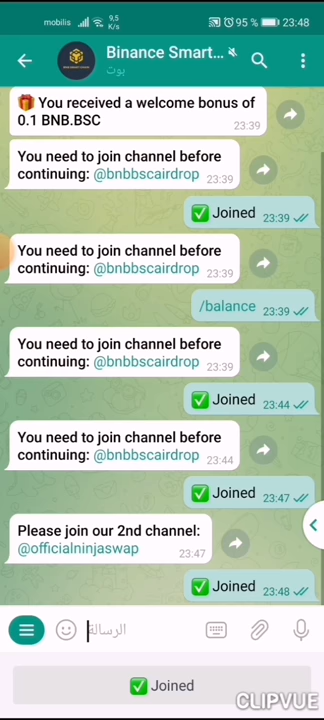 mobilis 9,5 K/s 95 % 23:48
Binance Smart...
بوت
🎁 You received a welcome bonus of
0.1 BNB.BSC
23:39
You need to join channel before
continuing: @bnbbscairdrop
23:39
✅ Joined 23:39
You need to join channel before
continuing: @bnbbscairdrop
23:39
/balance 23:39
You need to join channel before
continuing: @bnbbscairdrop
23:39
✅ Joined 23:44
You need to join channel before
continuing: @bnbbscairdrop
23:44
✅ Joined 23:47
Please join our 2nd channel:
@officialninjaswap
23:47
✅ Joined 23:48
الرسالة
✅ Joined
CLIPVUE